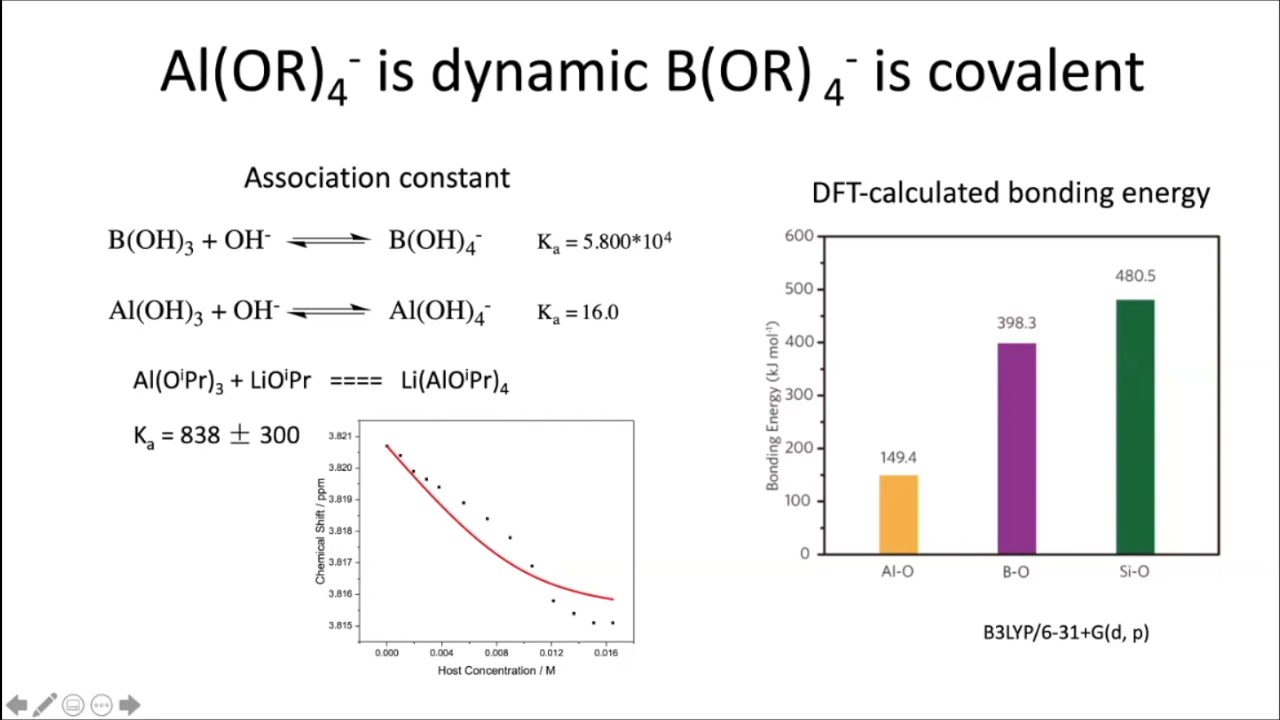 Al(OR)₄⁻ is dynamic B(OR) ₄⁻ is covalent
Association constant
B(OH)₃ + OH⁻ ⇌ B(OH)₄⁻ Kₐ = 5.800*10⁴
Al(OH)₃ + OH⁻ ⇌ Al(OH)₄⁻ Kₐ = 16.0
Al(OⁱPr)₃ + LiOⁱPr ==== Li(AlOⁱPr)₄
Kₐ = 838 ± 300
Chemical Shift / ppm
3.821
3.820
3.819
3.818
3.817
3.816
3.815
0.000 0.004 0.008 0.012 0.016
Host Concentration / M
DFT-calculated bonding energy
Bonding Energy (kJ mol⁻¹)
600
500
400
300
200
100
0
149.4
398.3
480.5
Al-O B-O Si-O
B3LYP/6-31+G(d, p)